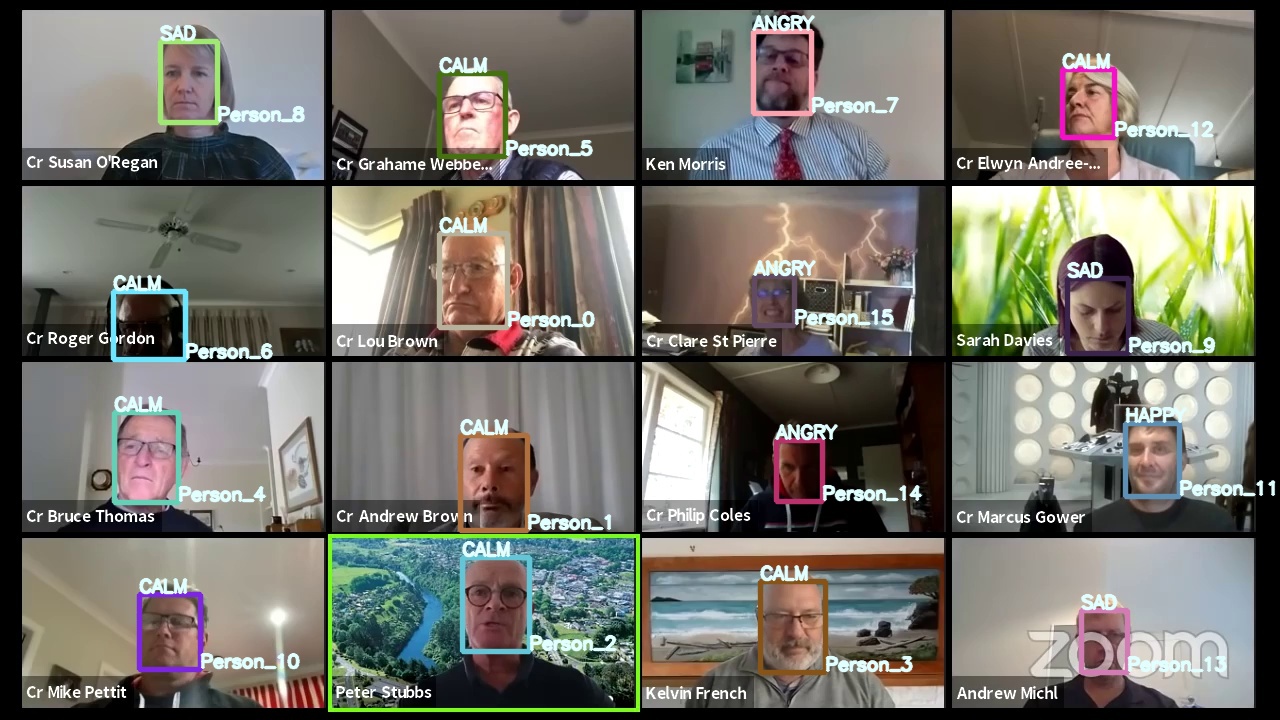 SAD
Person_8
Cr Susan O'Regan
CALM
Person_5
Cr Grahame Webbe...
ANGRY
Person_7
Ken Morris
CALM
Person_12
Cr Elwyn Andree-...
CALM
Cr Roger Gordon
Person_6
CALM
Person_0
Cr Lou Brown
ANGRY
Person_15
Cr Clare St Pierre
SAD
Sarah Davies
Person_9
CALM
Person_4
Cr Bruce Thomas
CALM
Cr Andrew Brown
Person_1
ANGRY
Person_14
Cr Philip Coles
HAPPY
Person_11
Cr Marcus Gower
CALM
Person_10
Cr Mike Pettit
CALM
Person_2
Peter Stubbs
CALM
Person_3
Kelvin French
SAD
zoom
Person_13
Andrew Michl